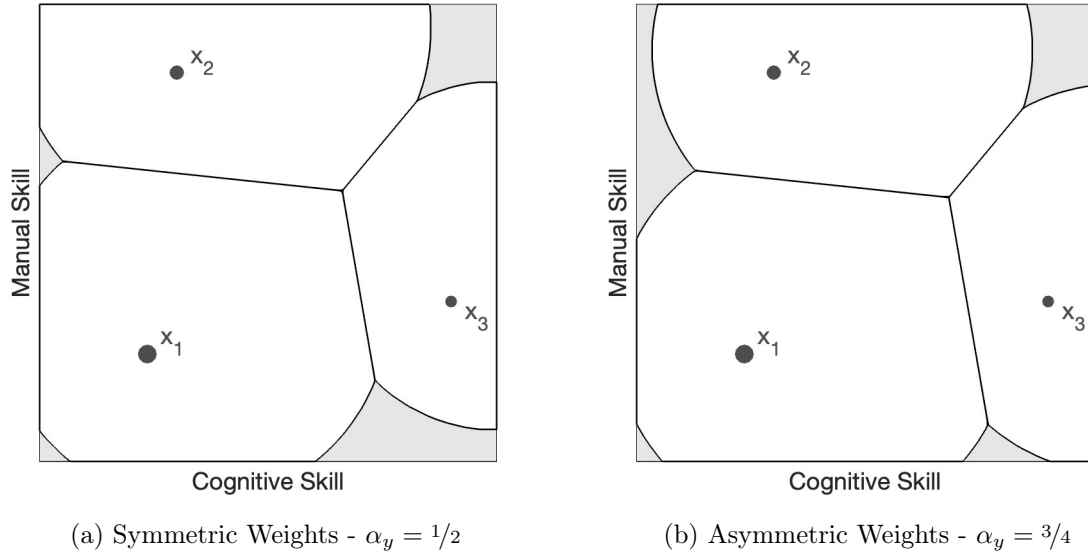 x₂
Manual Skill
x₁
x₃
Cognitive Skill
(a) Symmetric Weights - αy = 1/2
x₂
Manual Skill
x₁
x₃
Cognitive Skill
(b) Asymmetric Weights - αy = 3/4